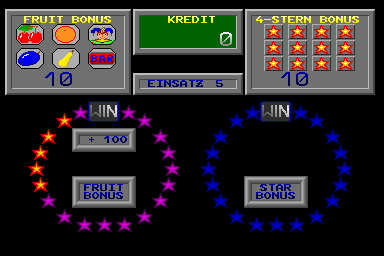 FRUIT BONUS
KREDIT
4-STERN BONUS
0
BAR
10
EINSATZ 5
10
WIN
WIN
+ 100
FRUIT
BONUS
STAR
BONUS